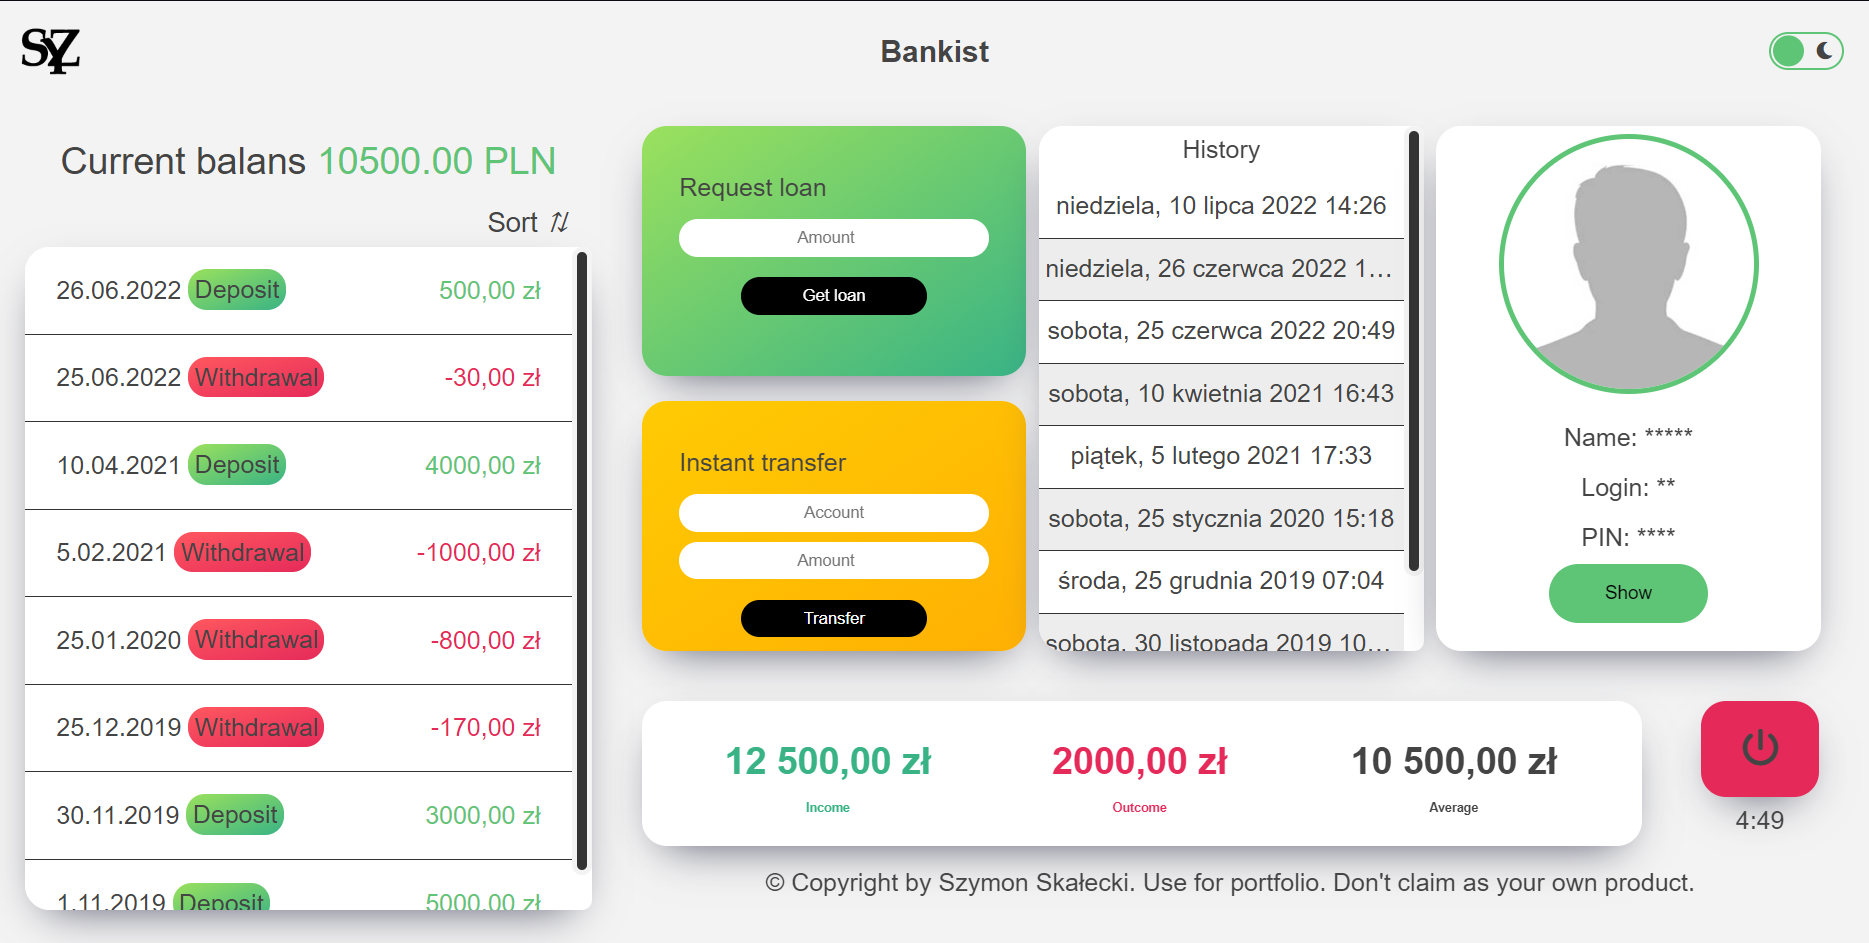 SYZ
Bankist
Current balans 10500.00 PLN
Sort
26.06.2022 Deposit 500,00 zł
25.06.2022 Withdrawal -30,00 zł
10.04.2021 Deposit 4000,00 zł
5.02.2021 Withdrawal -1000,00 zł
25.01.2020 Withdrawal -800,00 zł
25.12.2019 Withdrawal -170,00 zł
30.11.2019 Deposit 3000,00 zł
1.11.2019 Deposit 5000,00 zł
Request loan
Amount
Get loan
Instant transfer
Account
Amount
Transfer
History
niedziela, 10 lipca 2022 14:26
niedziela, 26 czerwca 2022 1...
sobota, 25 czerwca 2022 20:49
sobota, 10 kwietnia 2021 16:43
piątek, 5 lutego 2021 17:33
sobota, 25 stycznia 2020 15:18
środa, 25 grudnia 2019 07:04
sobota, 30 listopada 2019 10...
Name: *****
Login: **
PIN: ****
Show
12 500,00 zł
Income
2000,00 zł
Outcome
10 500,00 zł
Average
4:49
© Copyright by Szymon Skałecki. Use for portfolio. Don't claim as your own product.